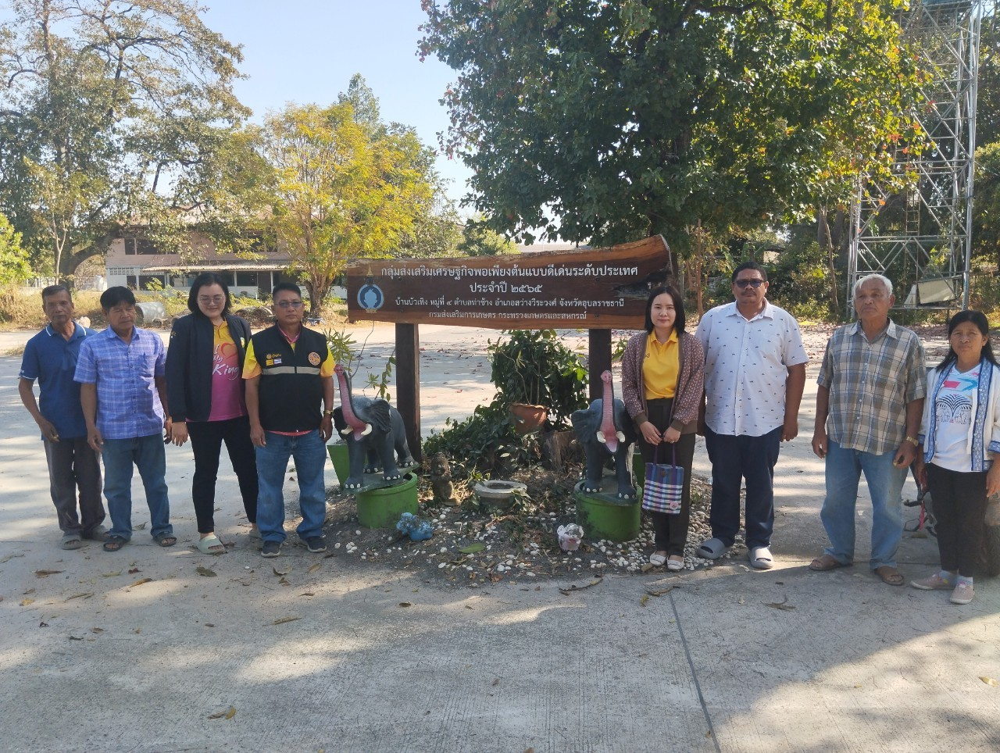 กลุ่มส่งเสริมเศรษฐกิจพอเพียงต้นแบบดีเด่นระดับประเทศ
ประจำปี ๒๕๖๕
บ้านบัวเทิง หมู่ที่ ๔ ตำบลท่าช้าง อำเภอสว่างวีระวงศ์ จังหวัดอุบลราชธานี
กรมส่งเสริมการเกษตร กระทรวงเกษตรและสหกรณ์
My
King